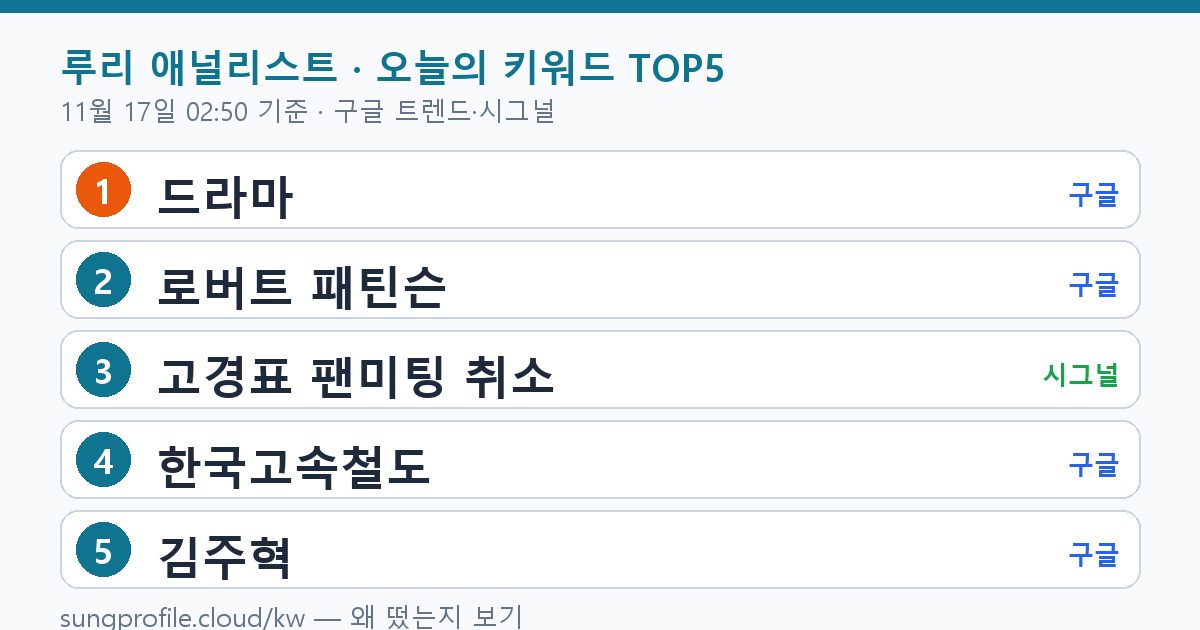 루리 애널리스트 · 오늘의 키워드 TOP5
11월 17일 02:50 기준 · 구글 트렌드·시그널
1 드라마 구글
2 로버트 패틴슨 구글
3 고경표 팬미팅 취소 시그널
4 한국고속철도 구글
5 김주혁 구글
sungprofile.cloud/kw — 왜 떴는지 보기